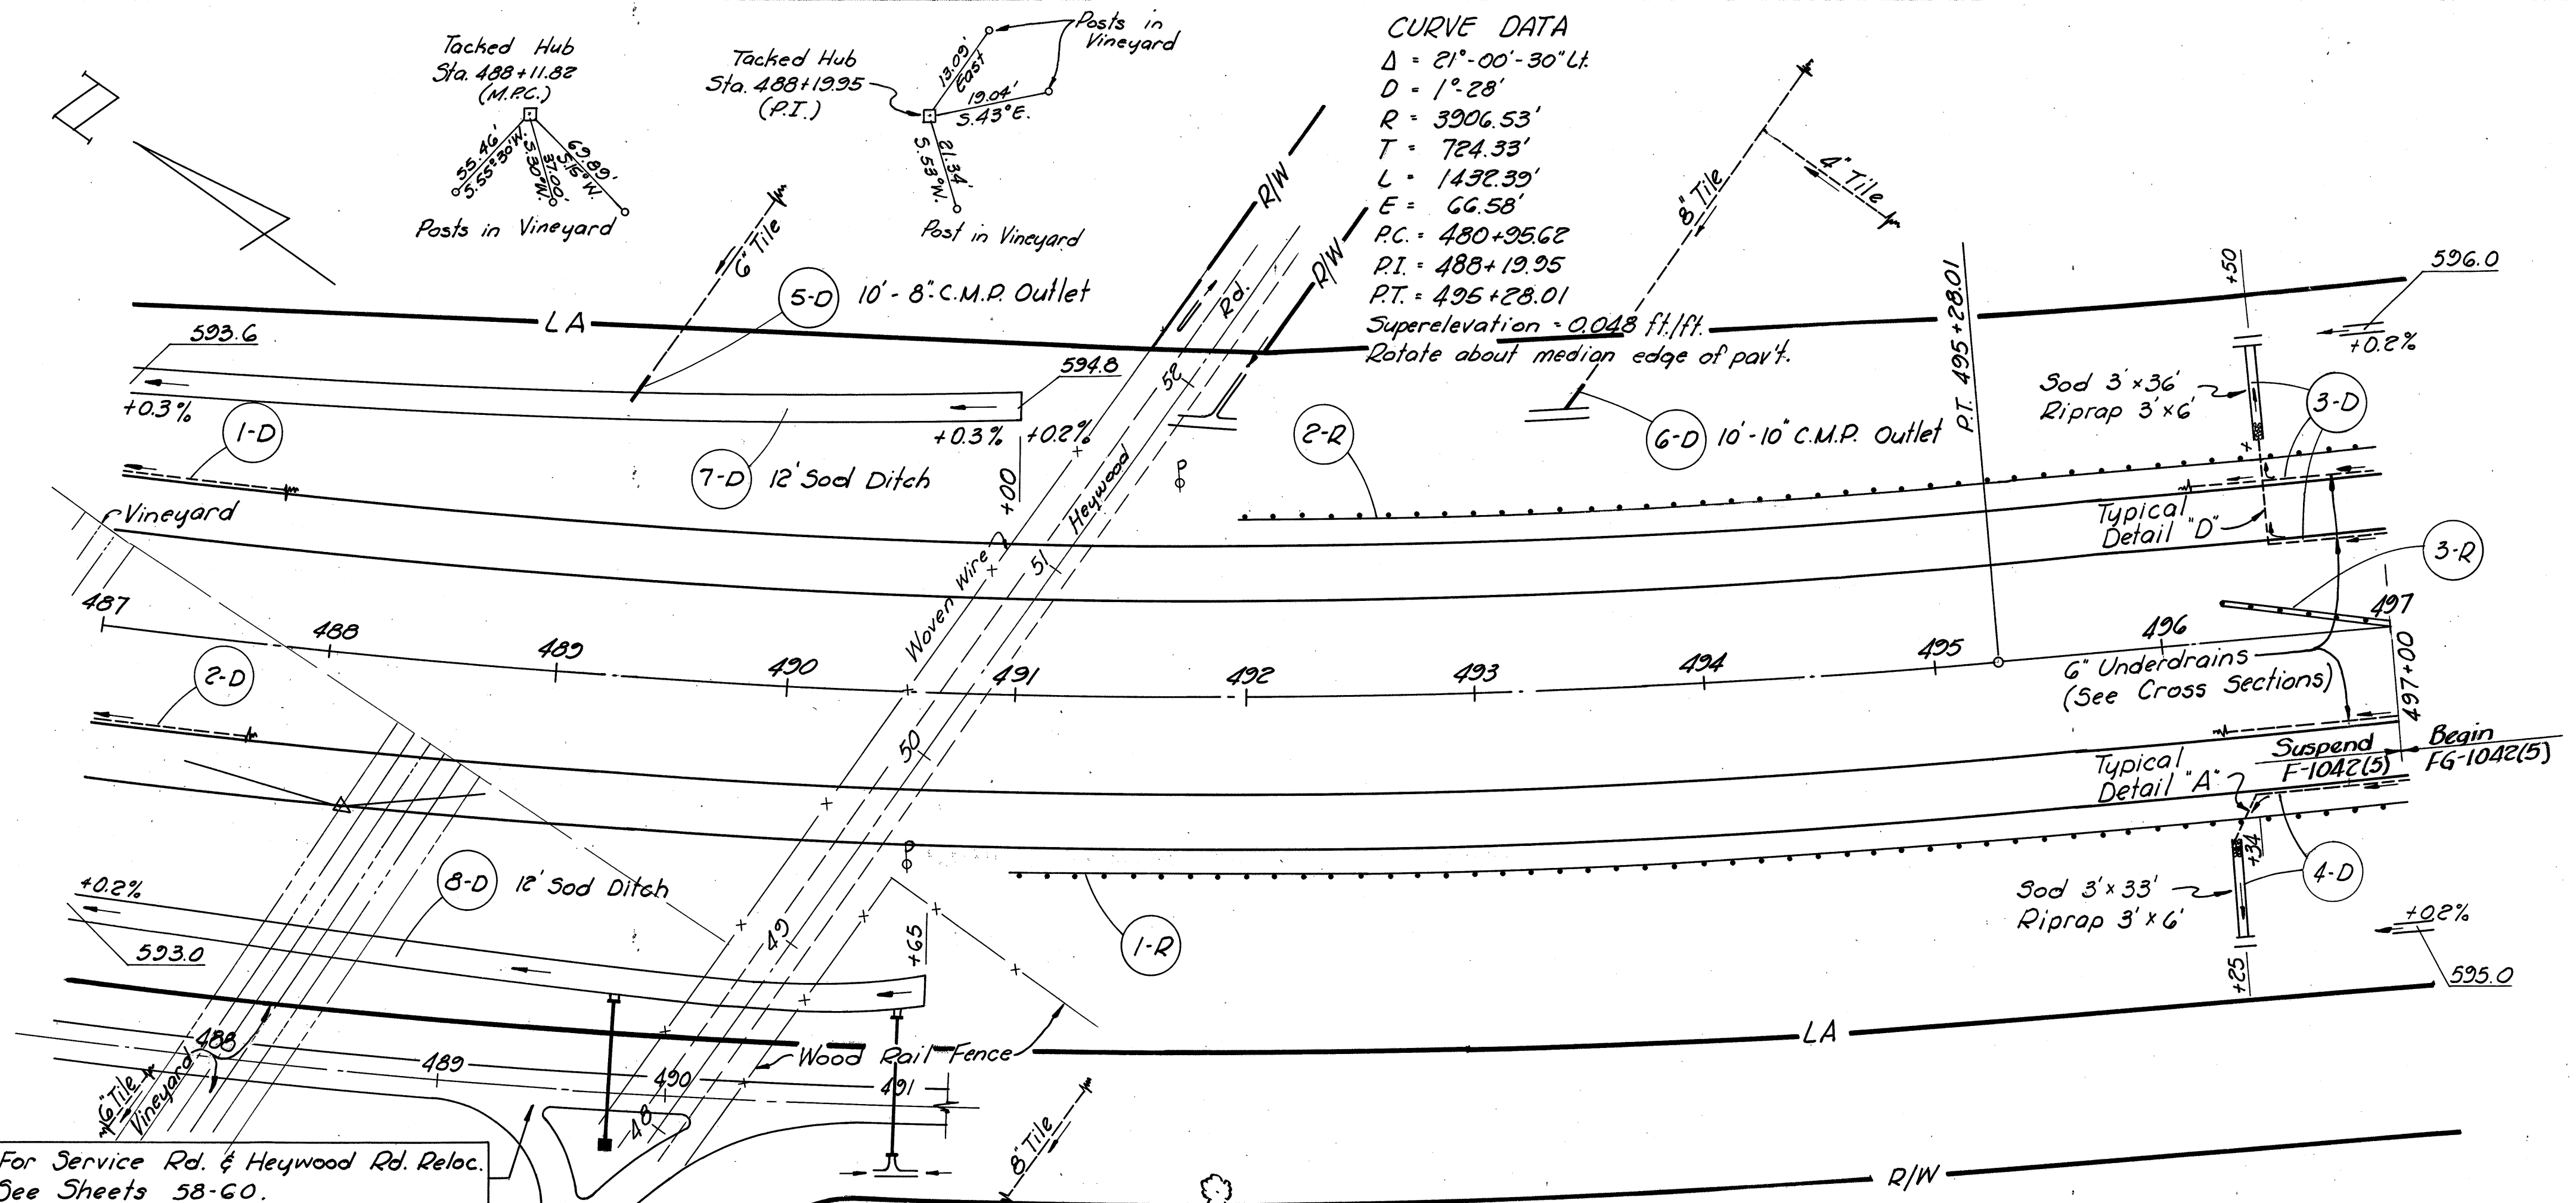 Tacked Hub
Sta. 488+11.82
(M.P.C.)
55.46'
S.55°30'W.
S.30°W.
37.00'
69.89'
S.15°W.
Posts in Vineyard
Tacked Hub
Sta. 488+19.95
(P.I.)
13.09'
East
19.04'
S.43°E.
21.34'
S.53°W.
Posts in
Vineyard
Post in Vineyard
CURVE DATA
Δ = 21°-00'-30" Lt.
D = 1°-28'
R = 3906.53'
T = 724.33'
L = 1432.39'
E = 66.58'
P.C. = 480+95.62
P.I. = 488+19.95
P.T. = 495+28.01
Superelevation = 0.048 ft./ft.
Rotate about median edge of pav't.
6" Tile
R/W
R/W
8" Tile
4" Tile
5-D 10'-8" C.M.P. Outlet
LA
593.6
+0.3%
1-D
7-D 12' Sod Ditch
594.8
+0.3%
+0.2%
+00
Rd.
52
Heywood
51
50
49
48
Woven Wire
2-R
6-D 10'-10" C.M.P. Outlet
P.T. 495+28.01
+50
596.0
+0.2%
Sod 3'x36'
Riprap 3'x6'
3-D
Typical
Detail "D"
3-R
Vineyard
487
488
489
490
491
492
493
494
495
496
497
497+00
6" Underdrains
(See Cross Sections)
2-D
Suspend
F-1042(5)
Begin
FG-1042(5)
Typical
Detail "A"
+34
4-D
Sod 3'x33'
Riprap 3'x6'
+25
+0.2%
595.0
8-D 12' Sod Ditch
+0.2%
593.0
+65
1-R
Wood Rail Fence
LA
488
489
490
491
6" Tile
Vineyard
8" Tile
R/W
For Service Rd. & Heywood Rd. Reloc.
See Sheets 58-60.